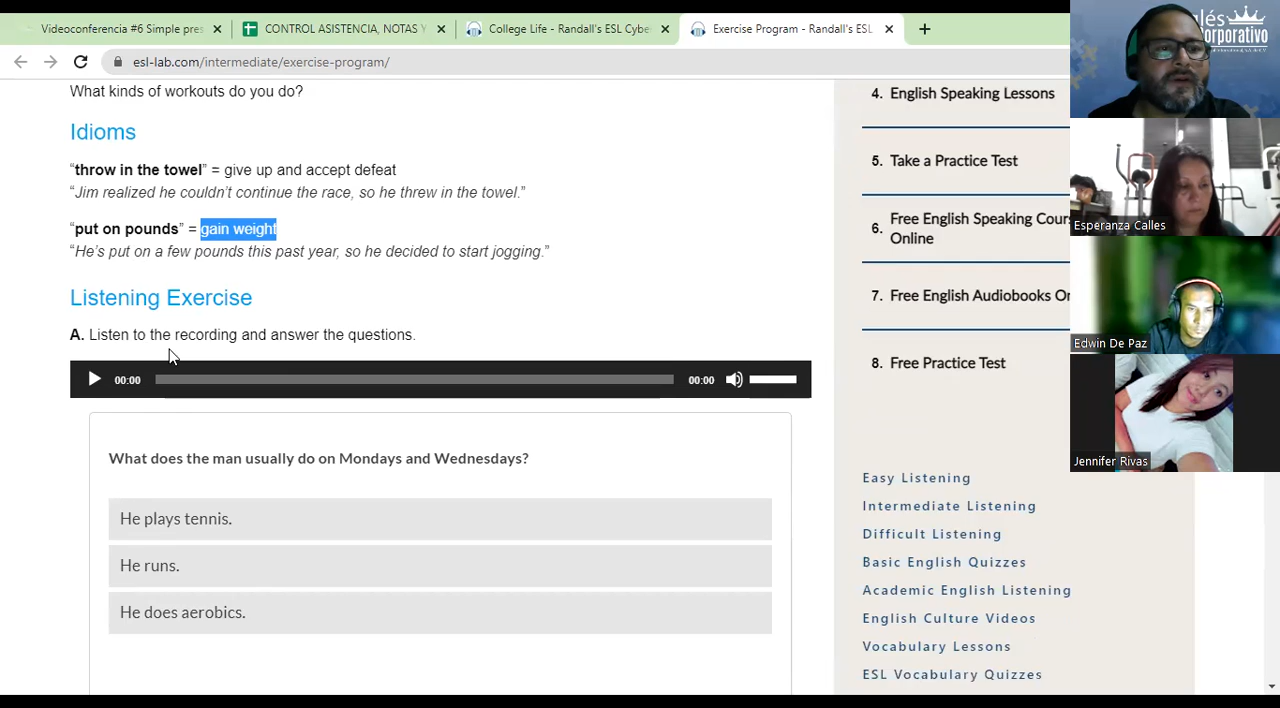 Videoconferencia #6 Simple pres
CONTROL ASISTENCIA, NOTAS Y
College Life - Randall's ESL Cybe
Exercise Program - Randall's ESL
esl-lab.com/intermediate/exercise-program/
glés
orporativo
What kinds of workouts do you do?
Idioms
“throw in the towel” = give up and accept defeat
“Jim realized he couldn’t continue the race, so he threw in the towel.”
“put on pounds” = gain weight
“He’s put on a few pounds this past year, so he decided to start jogging.”
Listening Exercise
A. Listen to the recording and answer the questions.
00:00
00:00
What does the man usually do on Mondays and Wednesdays?
He plays tennis.
He runs.
He does aerobics.
4. English Speaking Lessons
5. Take a Practice Test
6. Free English Speaking Cou
Online
7. Free English Audiobooks On
8. Free Practice Test
Easy Listening
Intermediate Listening
Difficult Listening
Basic English Quizzes
Academic English Listening
English Culture Videos
Vocabulary Lessons
ESL Vocabulary Quizzes
Esperanza Calles
Edwin De Paz
Jennifer Rivas